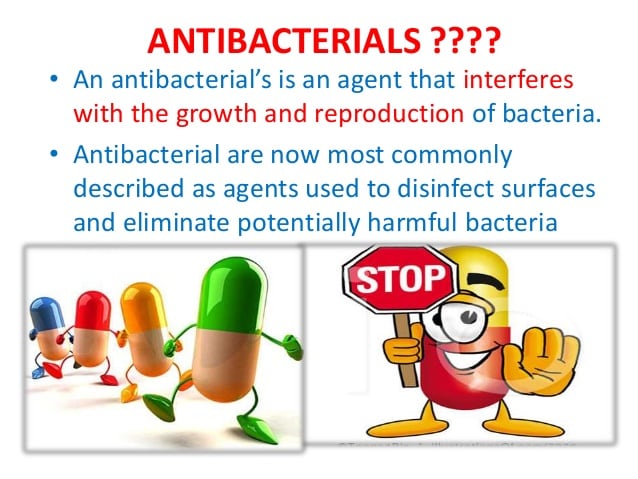 ANTIBACTERIALS ????
• An antibacterial’s is an agent that interferes
with the growth and reproduction of bacteria.
• Antibacterial are now most commonly
described as agents used to disinfect surfaces
and eliminate potentially harmful bacteria
STOP